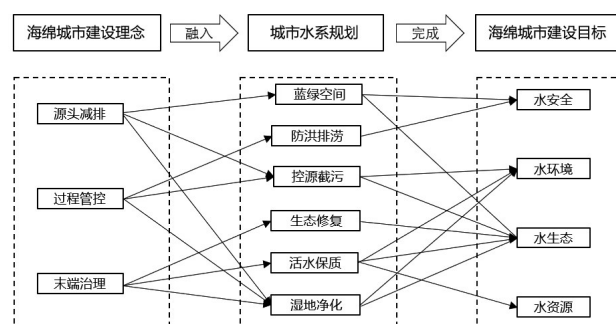 海绵城市建设理念
融入
城市水系规划
完成
海绵城市建设目标
源头减排
过程管控
末端治理
蓝绿空间
防洪排涝
控源截污
生态修复
活水保质
湿地净化
水安全
水环境
水生态
水资源